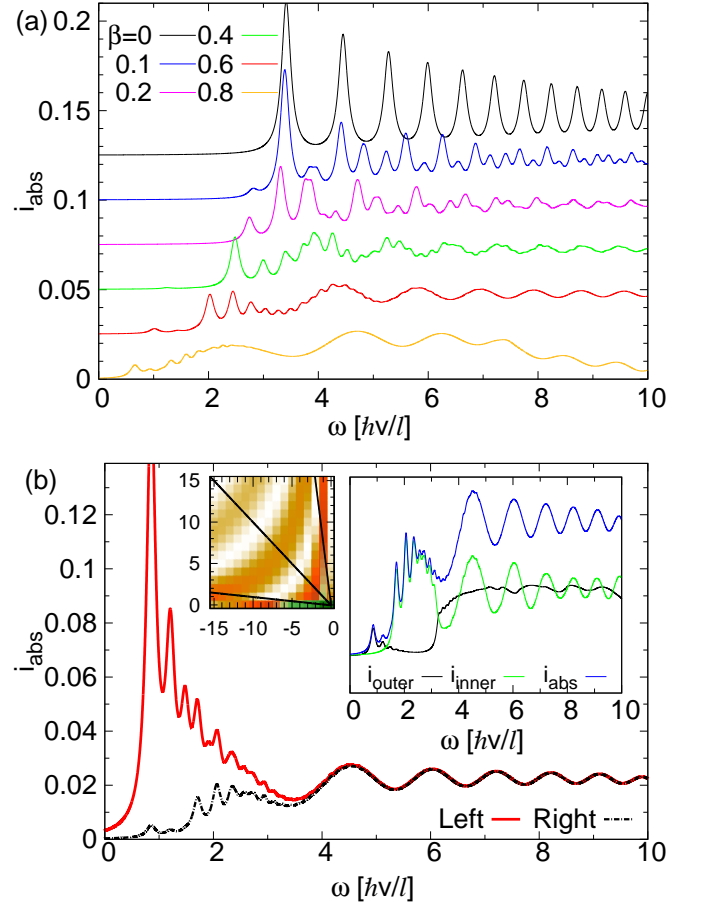 (a)
0.2
β=0 0.4
0.1 0.6
0.2 0.8
0.15
i_abs
0.1
0.05
0
0 2 4 6 8 10
ω [ħv/l]
(b)
0.12
15
10
5
0
-15 -10 -5 0
0.1
i_abs
0.08
0.06
0.04
0.02
0
i_outer i_inner i_abs
0 2 4 6 8 10
ω [ħv/l]
Left Right
0 2 4 6 8 10
ω [ħv/l]